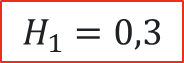 H₁ = 0,3